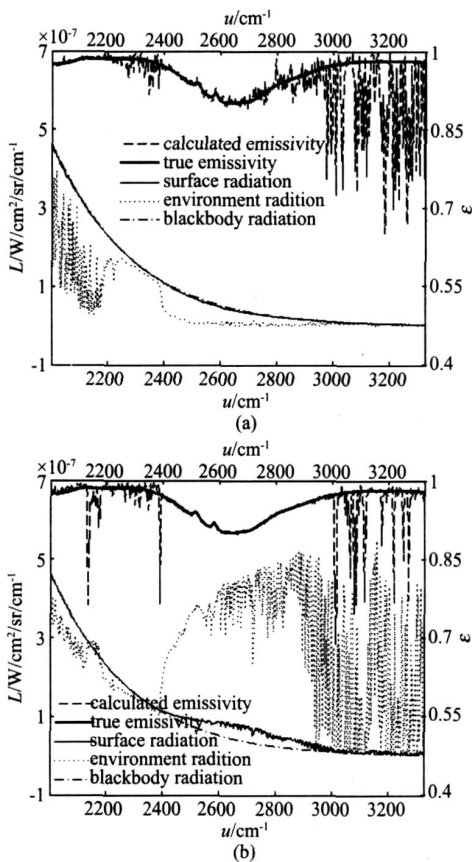 u/cm⁻¹
2200 2400 2600 2800 3000 3200
×10⁻⁷
7 1
5 0.85
calculated emissivity
true emissivity
3 surface radiation 0.7
environment radition
blackbody radiation
1 0.55
-1 0.4
L/W/cm²/sr/cm⁻¹
ε
2200 2400 2600 2800 3000 3200
u/cm⁻¹
(a)
u/cm⁻¹
2200 2400 2600 2800 3000 3200
×10⁻⁷
7 1
5 0.85
3 0.7
calculated emissivity
1 true emissivity 0.55
surface radiation
environment radition
blackbody radiation
-1 0.4
L/W/cm²/sr/cm⁻¹
ε
2200 2400 2600 2800 3000 3200
u/cm⁻¹
(b)